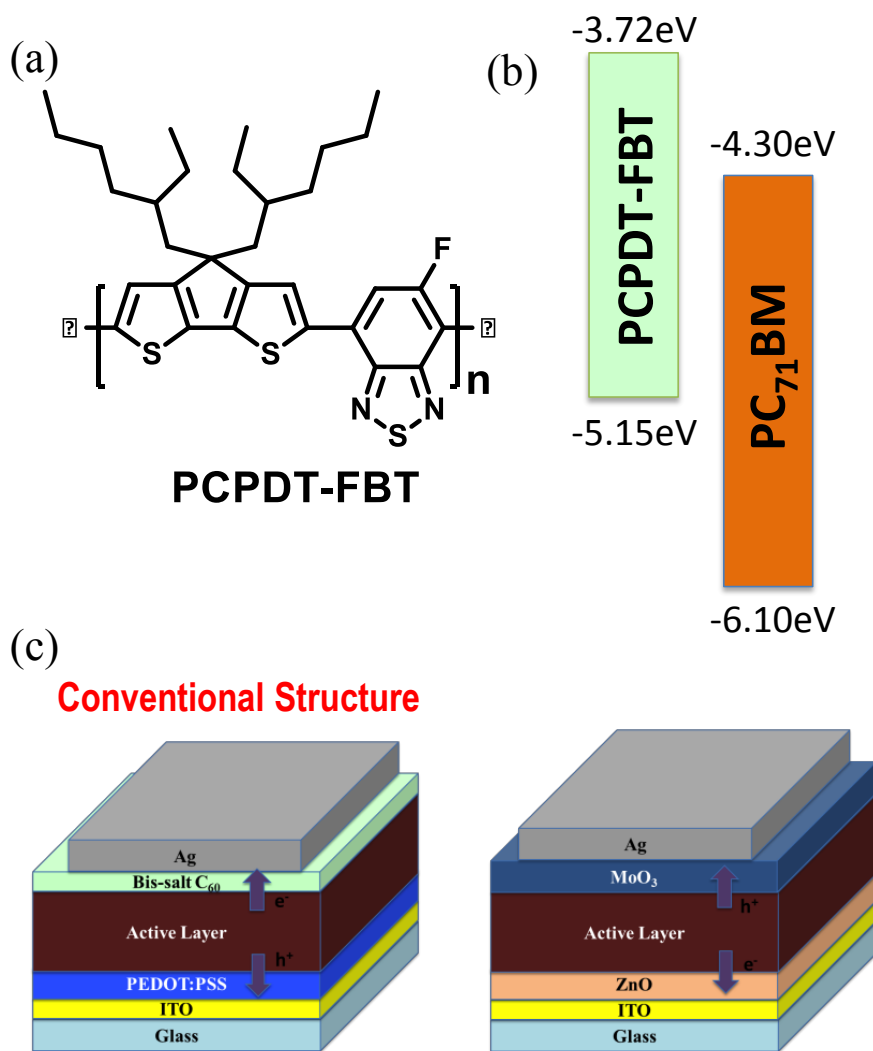 (a)
F
S
S
n
N
N
S
PCPDT-FBT
(b)
-3.72eV
PCPDT-FBT
-5.15eV
-4.30eV
PC₇₁BM
-6.10eV
(c)
Conventional Structure
Ag
Bis-salt C₆₀
e⁻
Active Layer
h⁺
PEDOT:PSS
ITO
Glass
Ag
MoO₃
h⁺
Active Layer
e⁻
ZnO
ITO
Glass